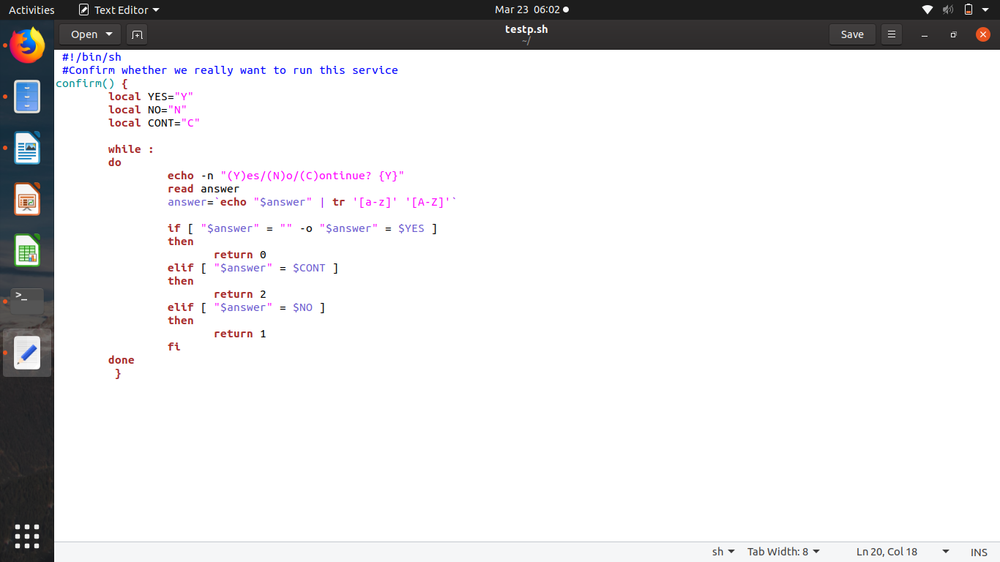 Activities Text Editor Mar 23 06:02
Open testp.sh Save
~/
#!/bin/sh
#Confirm whether we really want to run this service
confirm() {
local YES="Y"
local NO="N"
local CONT="C"
while :
do
echo -n "(Y)es/(N)o/(C)ontinue? {Y}"
read answer
answer=`echo "$answer" | tr '[a-z]' '[A-Z]'`
if [ "$answer" = "" -o "$answer" = $YES ]
then
return 0
elif [ "$answer" = $CONT ]
then
return 2
elif [ "$answer" = $NO ]
then
return 1
fi
done
}
sh Tab Width: 8 Ln 20, Col 18 INS